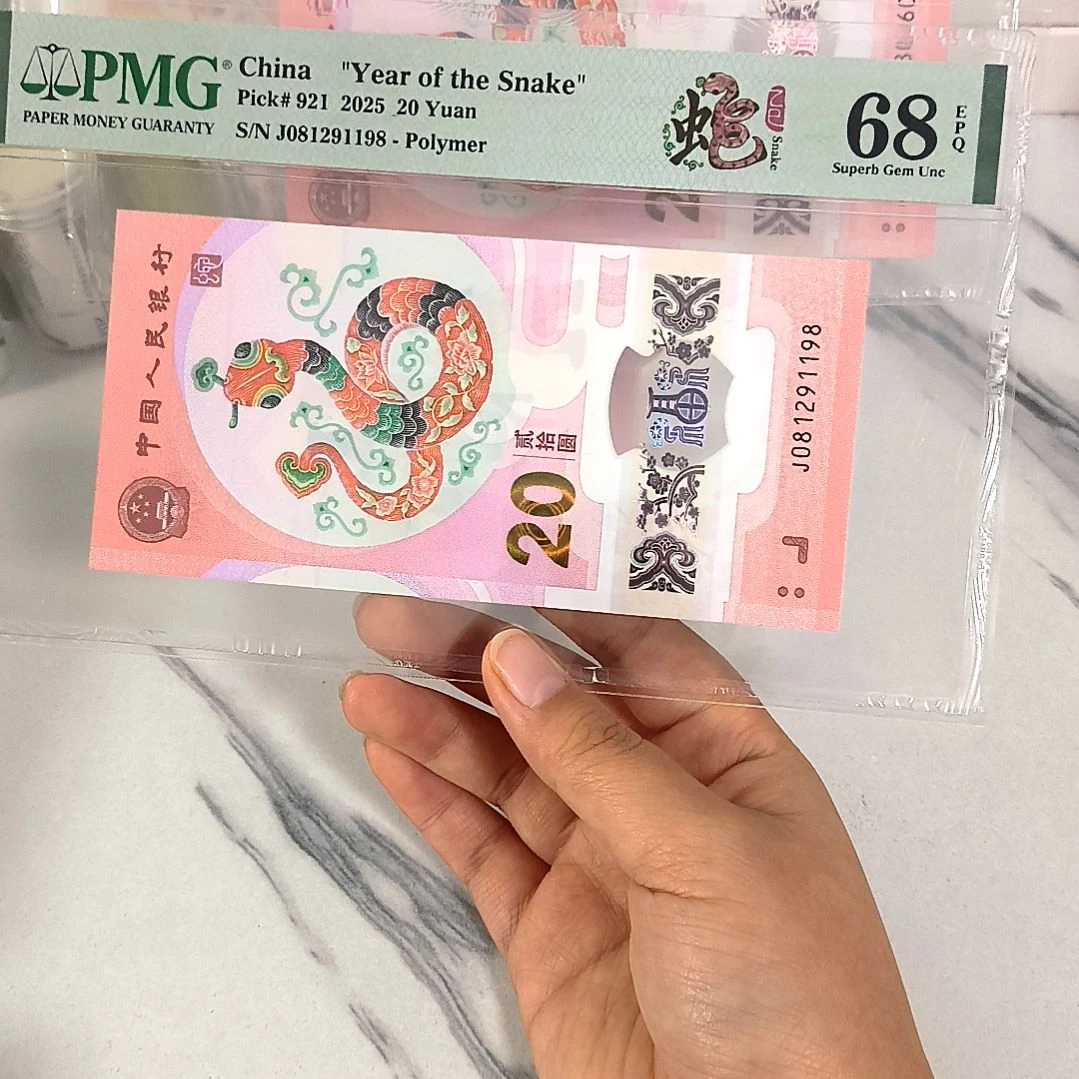 PMG®
PAPER MONEY GUARANTY
China "Year of the Snake"
Pick# 921 2025 20 Yuan
S/N J081291198 - Polymer
蛇
Snake
68
EPQ
Superb Gem Unc
中国人民银行
贰拾圆
20
J081291198